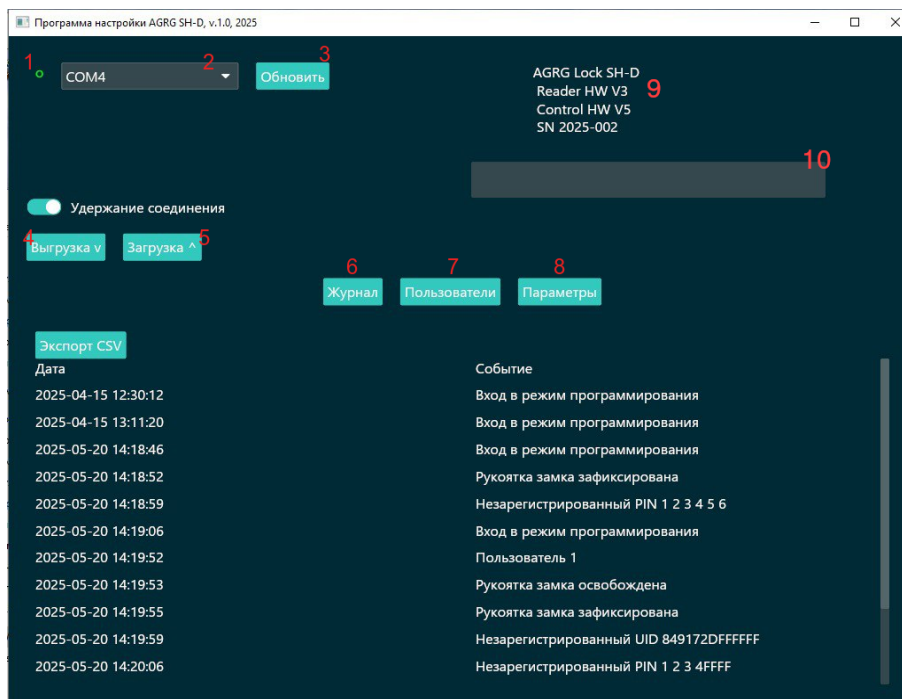 Программа настройки AGRG SH-D, v.1.0, 2025
1 COM4 2 3 Обновить
AGRG Lock SH-D
Reader HW V3 9
Control HW V5
SN 2025-002
10
Удержание соединения
4 Выгрузка v Загрузка ^ 5
6 7 8
Журнал Пользователи Параметры
Экспорт CSV
Дата Событие
2025-04-15 12:30:12 Вход в режим программирования
2025-04-15 13:11:20 Вход в режим программирования
2025-05-20 14:18:46 Вход в режим программирования
2025-05-20 14:18:52 Рукоятка замка зафиксирована
2025-05-20 14:18:59 Незарегистрированный PIN 1 2 3 4 5 6
2025-05-20 14:19:06 Вход в режим программирования
2025-05-20 14:19:52 Пользователь 1
2025-05-20 14:19:53 Рукоятка замка освобождена
2025-05-20 14:19:55 Рукоятка замка зафиксирована
2025-05-20 14:19:59 Незарегистрированный UID 849172DFFFFFF
2025-05-20 14:20:06 Незарегистрированный PIN 1 2 3 4FFFF